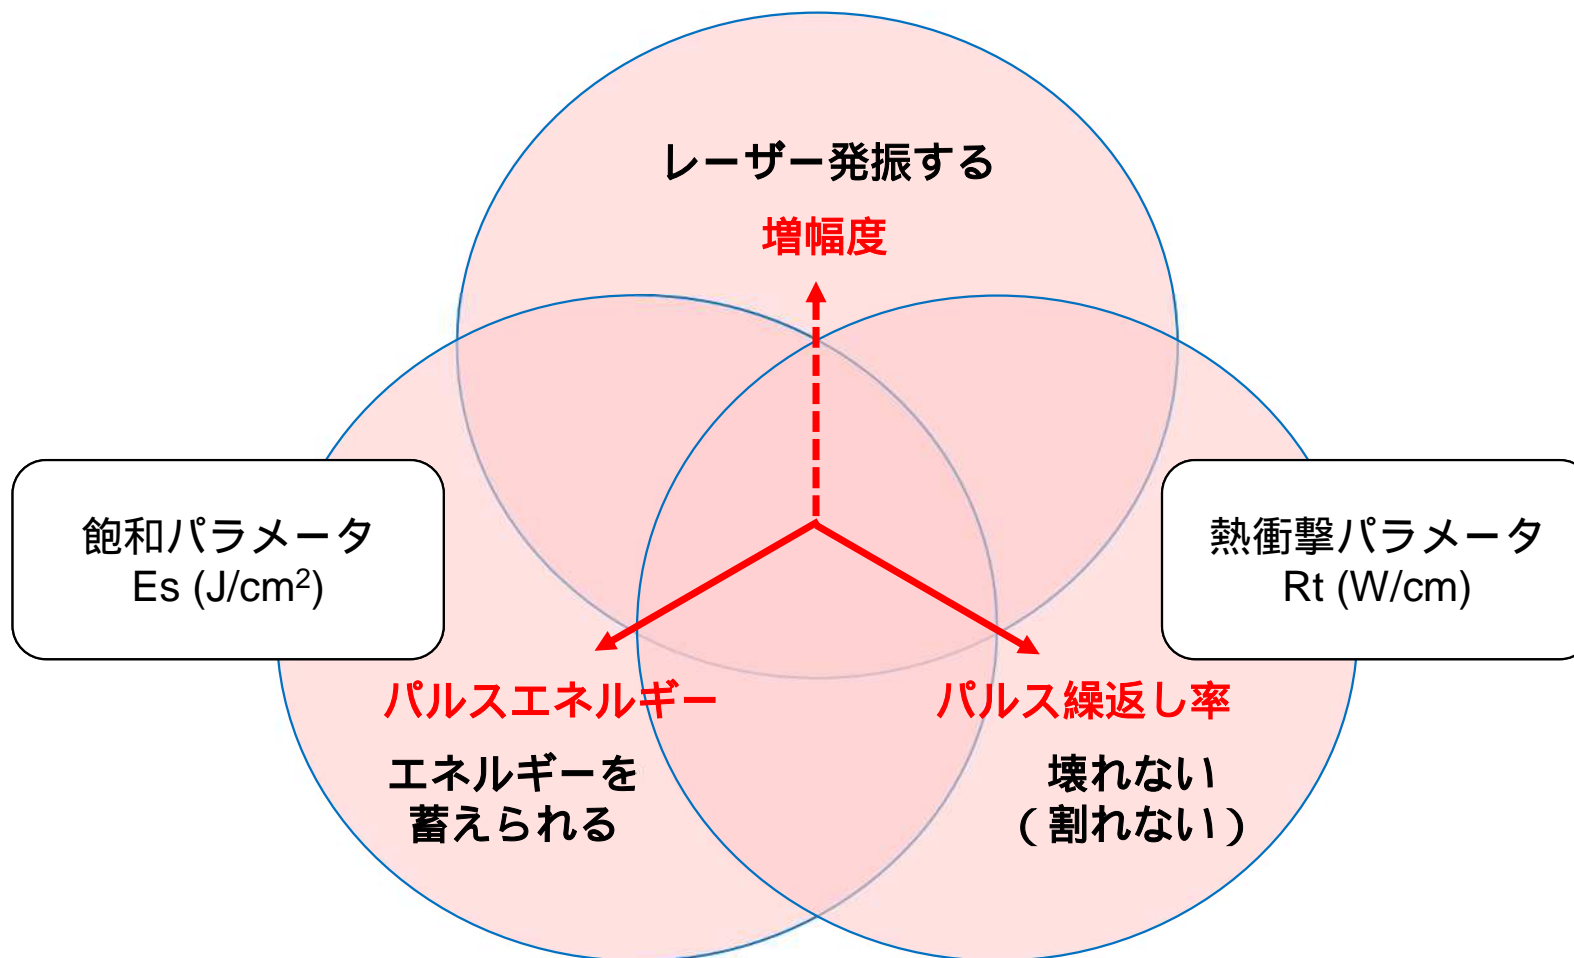 レーザー発振する
増幅度
飽和パラメータ
Es (J/cm²)
熱衝撃パラメータ
Rt (W/cm)
パルスエネルギー
エネルギーを
蓄えられる
パルス繰返し率
壊れない
（割れない）